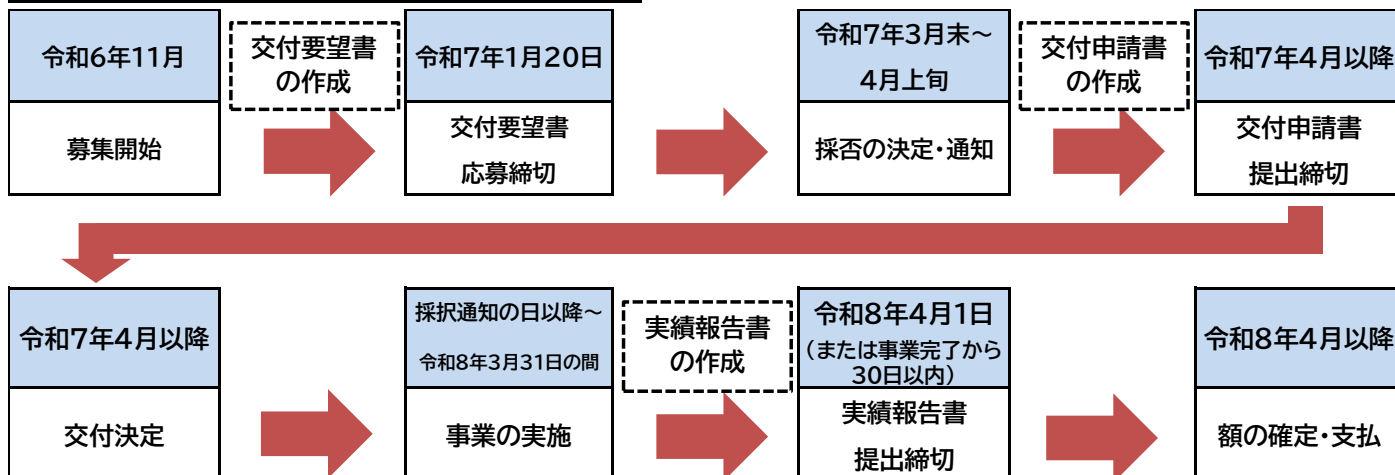 令和6年11月
募集開始
交付要望書
の作成
令和7年1月20日
交付要望書
応募締切
令和7年3月末～
4月上旬
採否の決定・通知
交付申請書
の作成
令和7年4月以降
交付申請書
提出締切
令和7年4月以降
交付決定
採択通知の日以降～
令和8年3月31日の間
事業の実施
実績報告書
の作成
令和8年4月1日
（または事業完了から
30日以内）
実績報告書
提出締切
令和8年4月以降
額の確定・支払